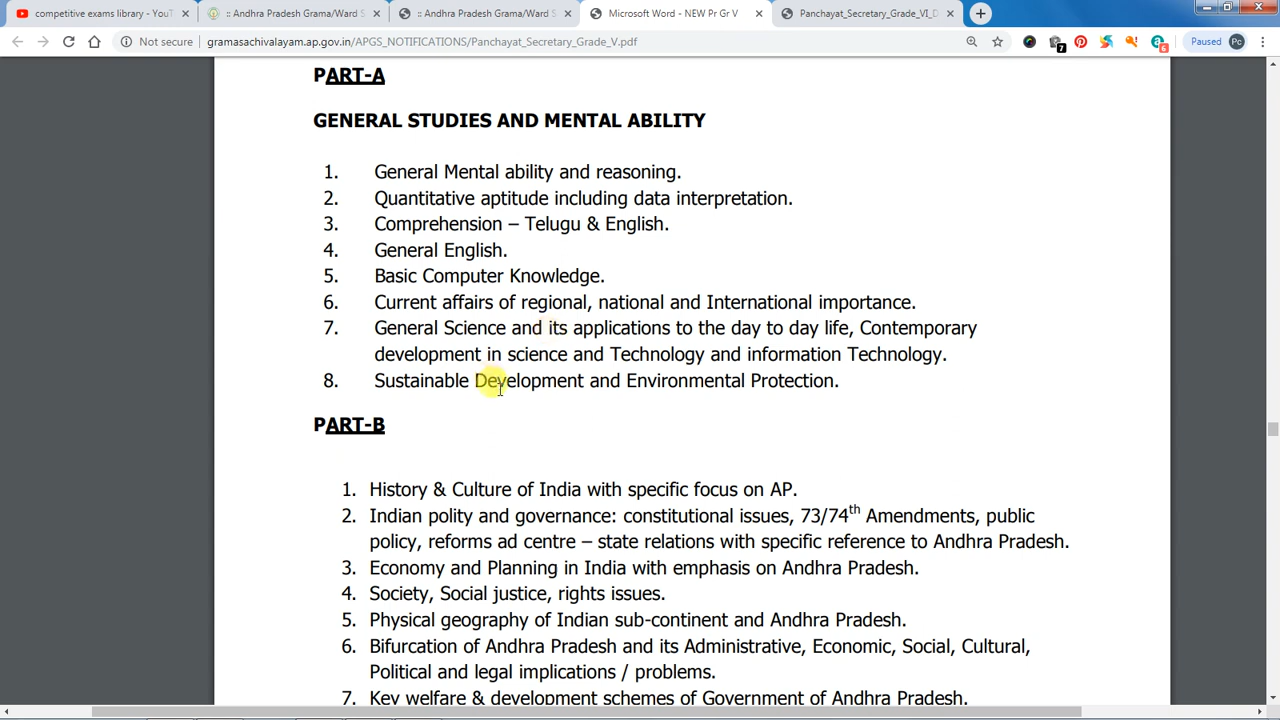 competitive exams library - YouT
:: Andhra Pradesh Grama/Ward S
:: Andhra Pradesh Grama/Ward
Microsoft Word - NEW Pr Gr V
Secretary_Grade_VI_D
Not secure
gramasachivalayam.ap.gov.in/APGS_NOTIFICATIONS/Panchayat_Secretary_Grade_V.pdf
7
6
Paused
Pc
PART-A
GENERAL STUDIES AND MENTAL ABILITY
1. General Mental ability and reasoning.
2. Quantitative aptitude including data interpretation.
3. Comprehension – Telugu & English.
4. General English.
5. Basic Computer Knowledge.
6. Current affairs of regional, national and International importance.
7. General Science and its applications to the day to day life, Contemporary
development in science and Technology and information Technology.
8. Sustainable Development and Environmental Protection.
PART-B
1. History & Culture of India with specific focus on AP.
2. Indian polity and governance: constitutional issues, 73/74th Amendments, public
policy, reforms ad centre – state relations with specific reference to Andhra Pradesh.
3. Economy and Planning in India with emphasis on Andhra Pradesh.
4. Society, Social justice, rights issues.
5. Physical geography of Indian sub-continent and Andhra Pradesh.
6. Bifurcation of Andhra Pradesh and its Administrative, Economic, Social, Cultural,
Political and legal implications / problems.
7. Key welfare & development schemes of Government of Andhra Pradesh.